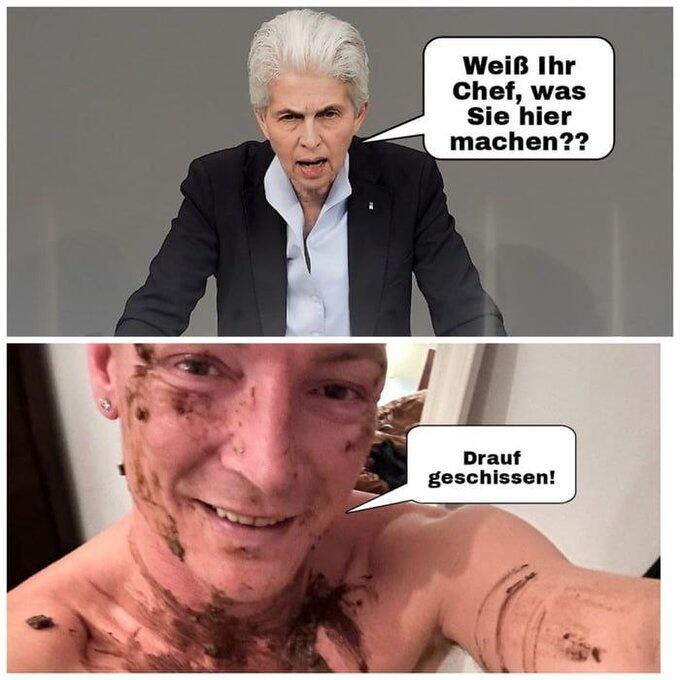 Weiß Ihr
Chef, was
Sie hier
machen??
Drauf
geschissen!